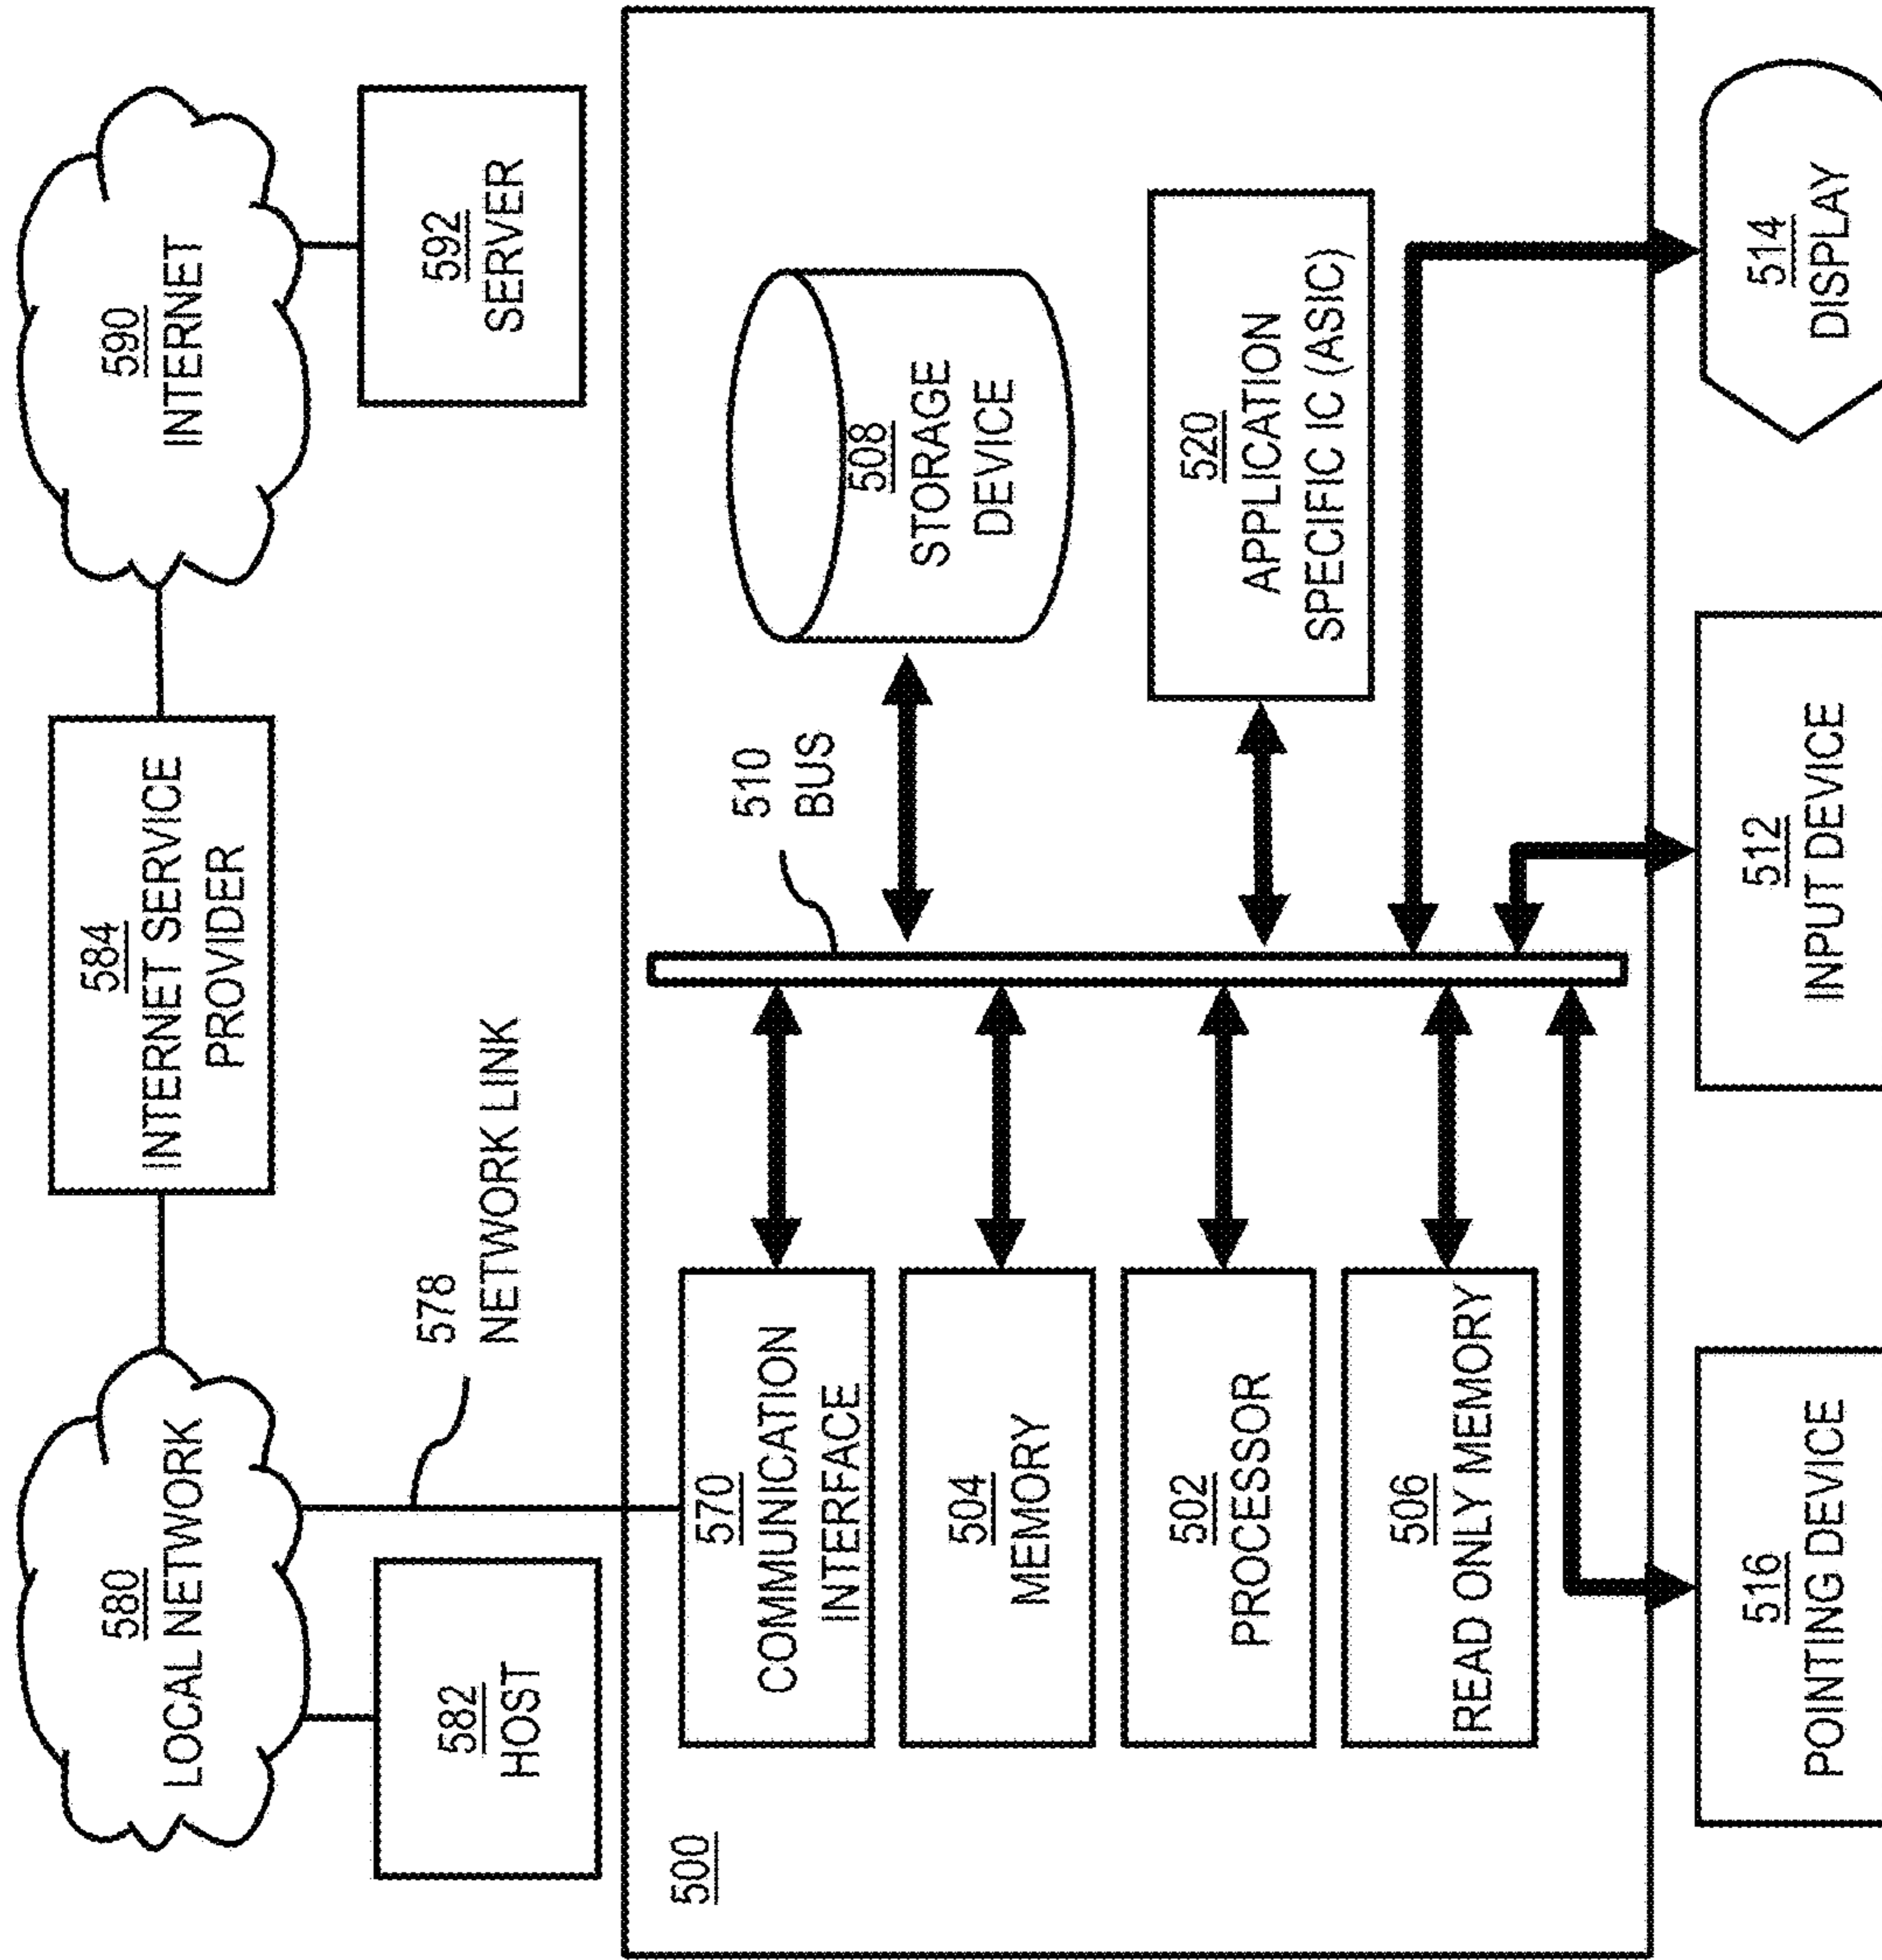 580
LOCAL NETWORK
584
INTERNET SERVICE
PROVIDER
590
INTERNET
582
HOST
578
NETWORK LINK
592
SERVER
500
570
COMMUNICATION
INTERFACE
504
MEMORY
502
PROCESSOR
506
READ ONLY MEMORY
510
BUS
508
STORAGE
DEVICE
520
APPLICATION
SPECIFIC IC (ASIC)
516
POINTING DEVICE
512
INPUT DEVICE
514
DISPLAY